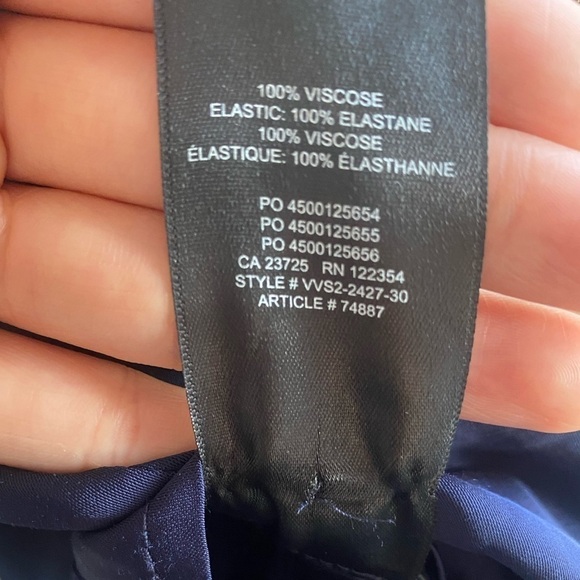 100% VISCOSE
ELASTIC: 100% ELASTANE
100% VISCOSE
ÉLASTIQUE: 100% ÉLASTHANNE
PO 4500125654
PO 4500125655
PO 4500125656
CA 23725 RN 122354
STYLE # VVS2-2427-30
ARTICLE # 74887